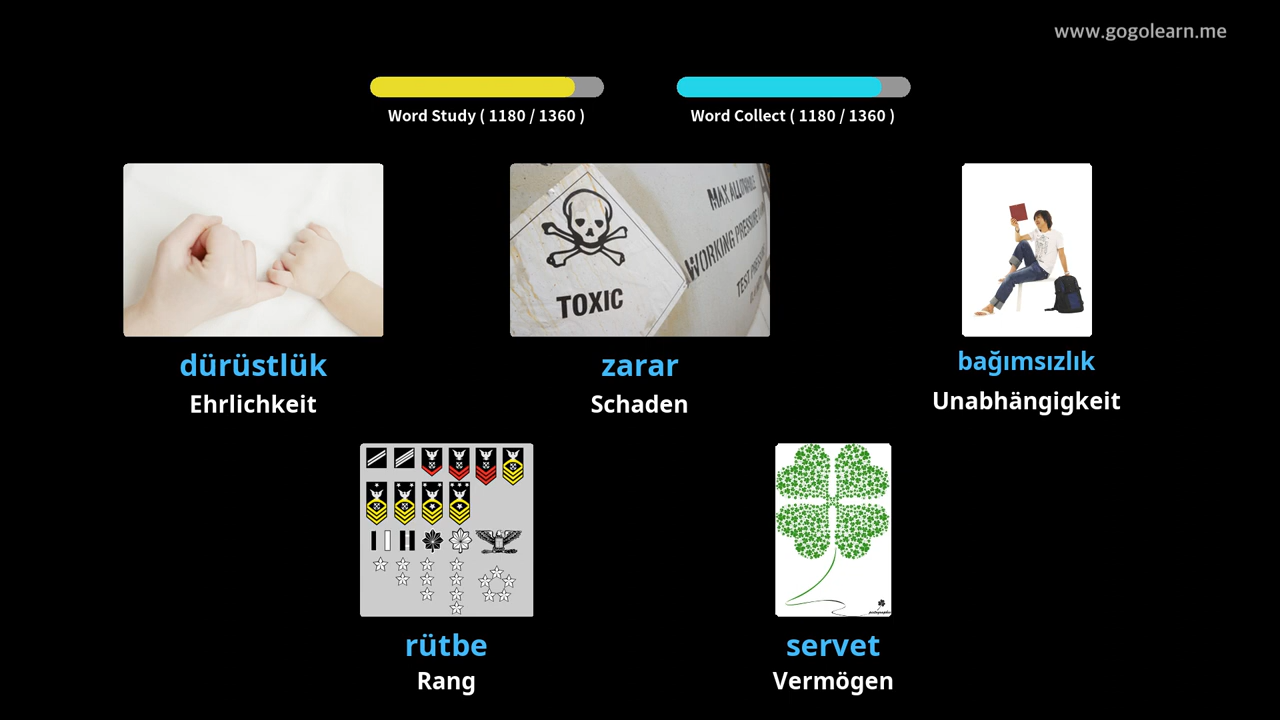 www.gogolearn.me
Word Study ( 1180 / 1360 )
Word Collect ( 1180 / 1360 )
MAX ALLOWABLE
WORKING PRESSURE
TEST
TOXIC
dürüstlük
zarar
bağımsızlık
Ehrlichkeit
Schaden
Unabhängigkeit
rütbe
servet
Rang
Vermögen